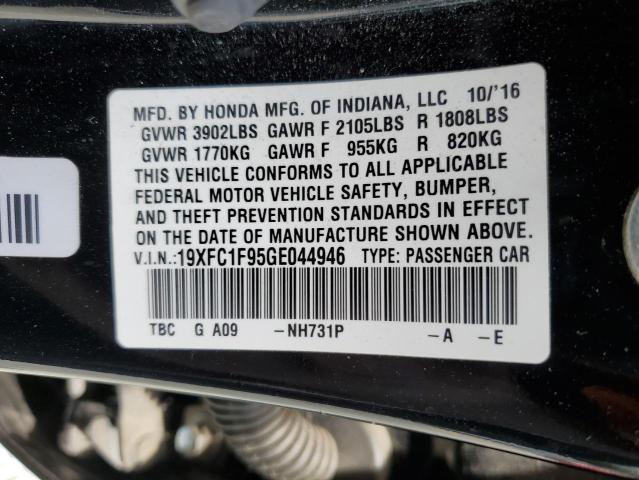 MFD. BY HONDA MFG. OF INDIANA, LLC 10/'16
GVWR 3902LBS GAWR F 2105LBS R 1808LBS
GVWR 1770KG GAWR F 955KG R 820KG
THIS VEHICLE CONFORMS TO ALL APPLICABLE
FEDERAL MOTOR VEHICLE SAFETY, BUMPER,
AND THEFT PREVENTION STANDARDS IN EFFECT
ON THE DATE OF MANUFACTURE SHOWN ABOVE.
V.I.N.:19XFC1F95GE044946 TYPE: PASSENGER CAR
TBC G A09 -NH731P -A -E